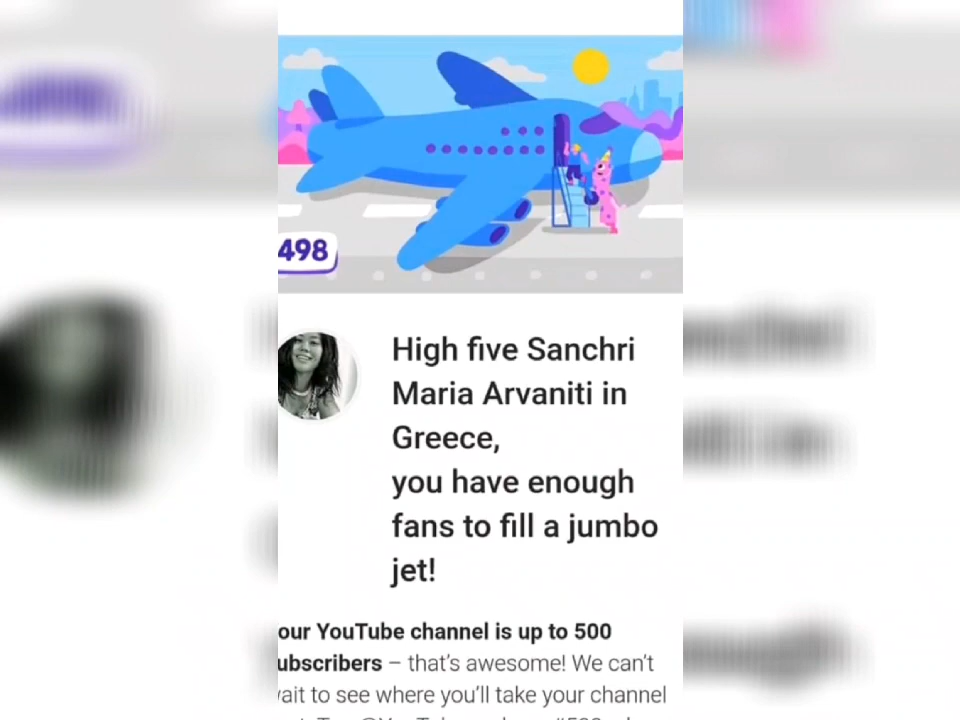 498
High five Sanchri
Maria Arvaniti in
Greece,
you have enough
fans to fill a jumbo
jet!
our YouTube channel is up to 500
ubscribers – that's awesome! We can't
ait to see where you'll take your channel